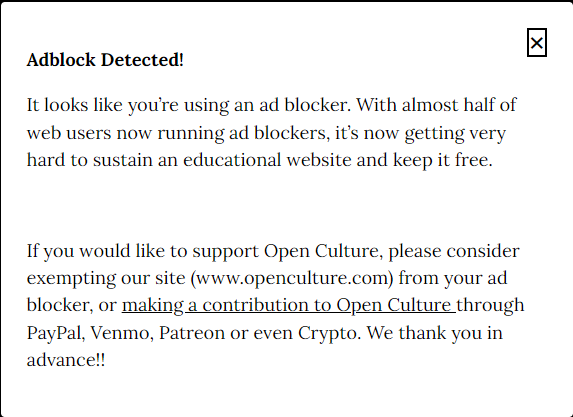 Adblock Detected!
It looks like you’re using an ad blocker. With almost half of
web users now running ad blockers, it’s now getting very
hard to sustain an educational website and keep it free.
If you would like to support Open Culture, please consider
exempting our site (www.openculture.com) from your ad
blocker, or making a contribution to Open Culture through
PayPal, Venmo, Patreon or even Crypto. We thank you in
advance!!